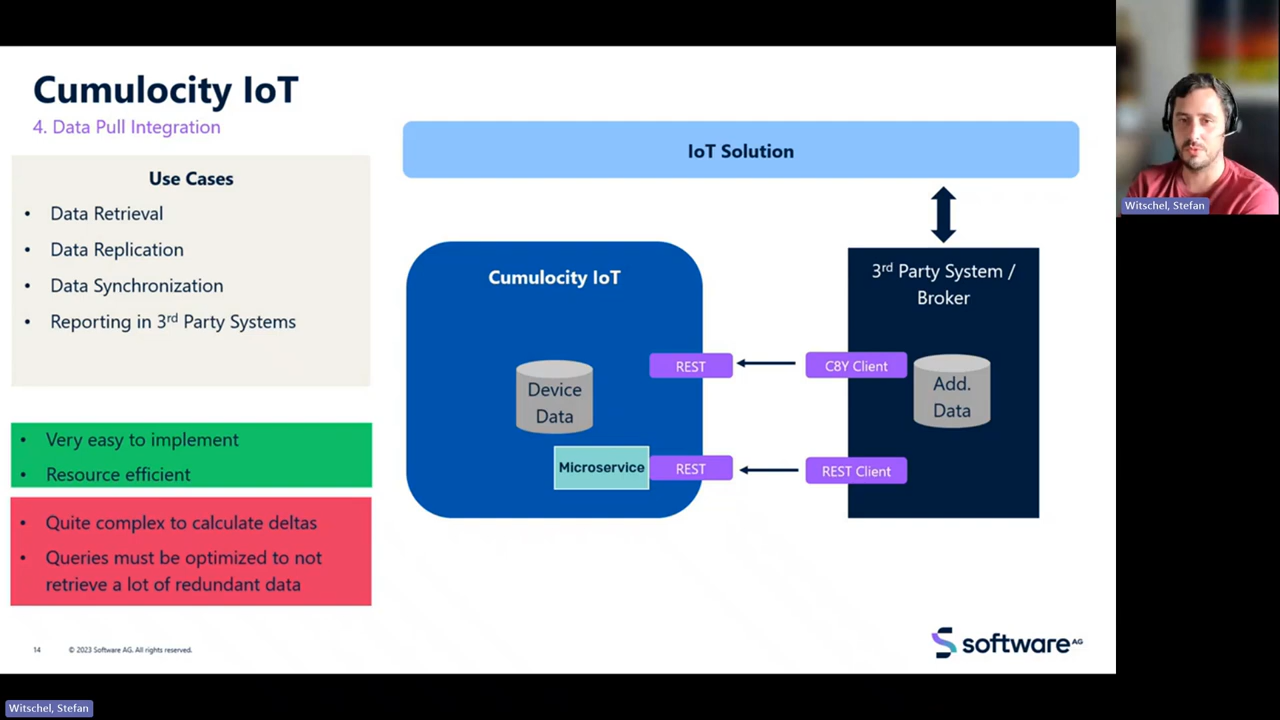 Cumulocity IoT
4. Data Pull Integration
Use Cases
• Data Retrieval
• Data Replication
• Data Synchronization
• Reporting in 3rd Party Systems
• Very easy to implement
• Resource efficient
• Quite complex to calculate deltas
• Queries must be optimized to not
retrieve a lot of redundant data
IoT Solution
Cumulocity IoT
3rd Party System /
Broker
REST
C8Y Client
Device
Data
Add.
Data
Microservice
REST
REST Client
14
© 2023 Software AG. All rights reserved.
software AG
Witschel, Stefan
Witschel, Stefan